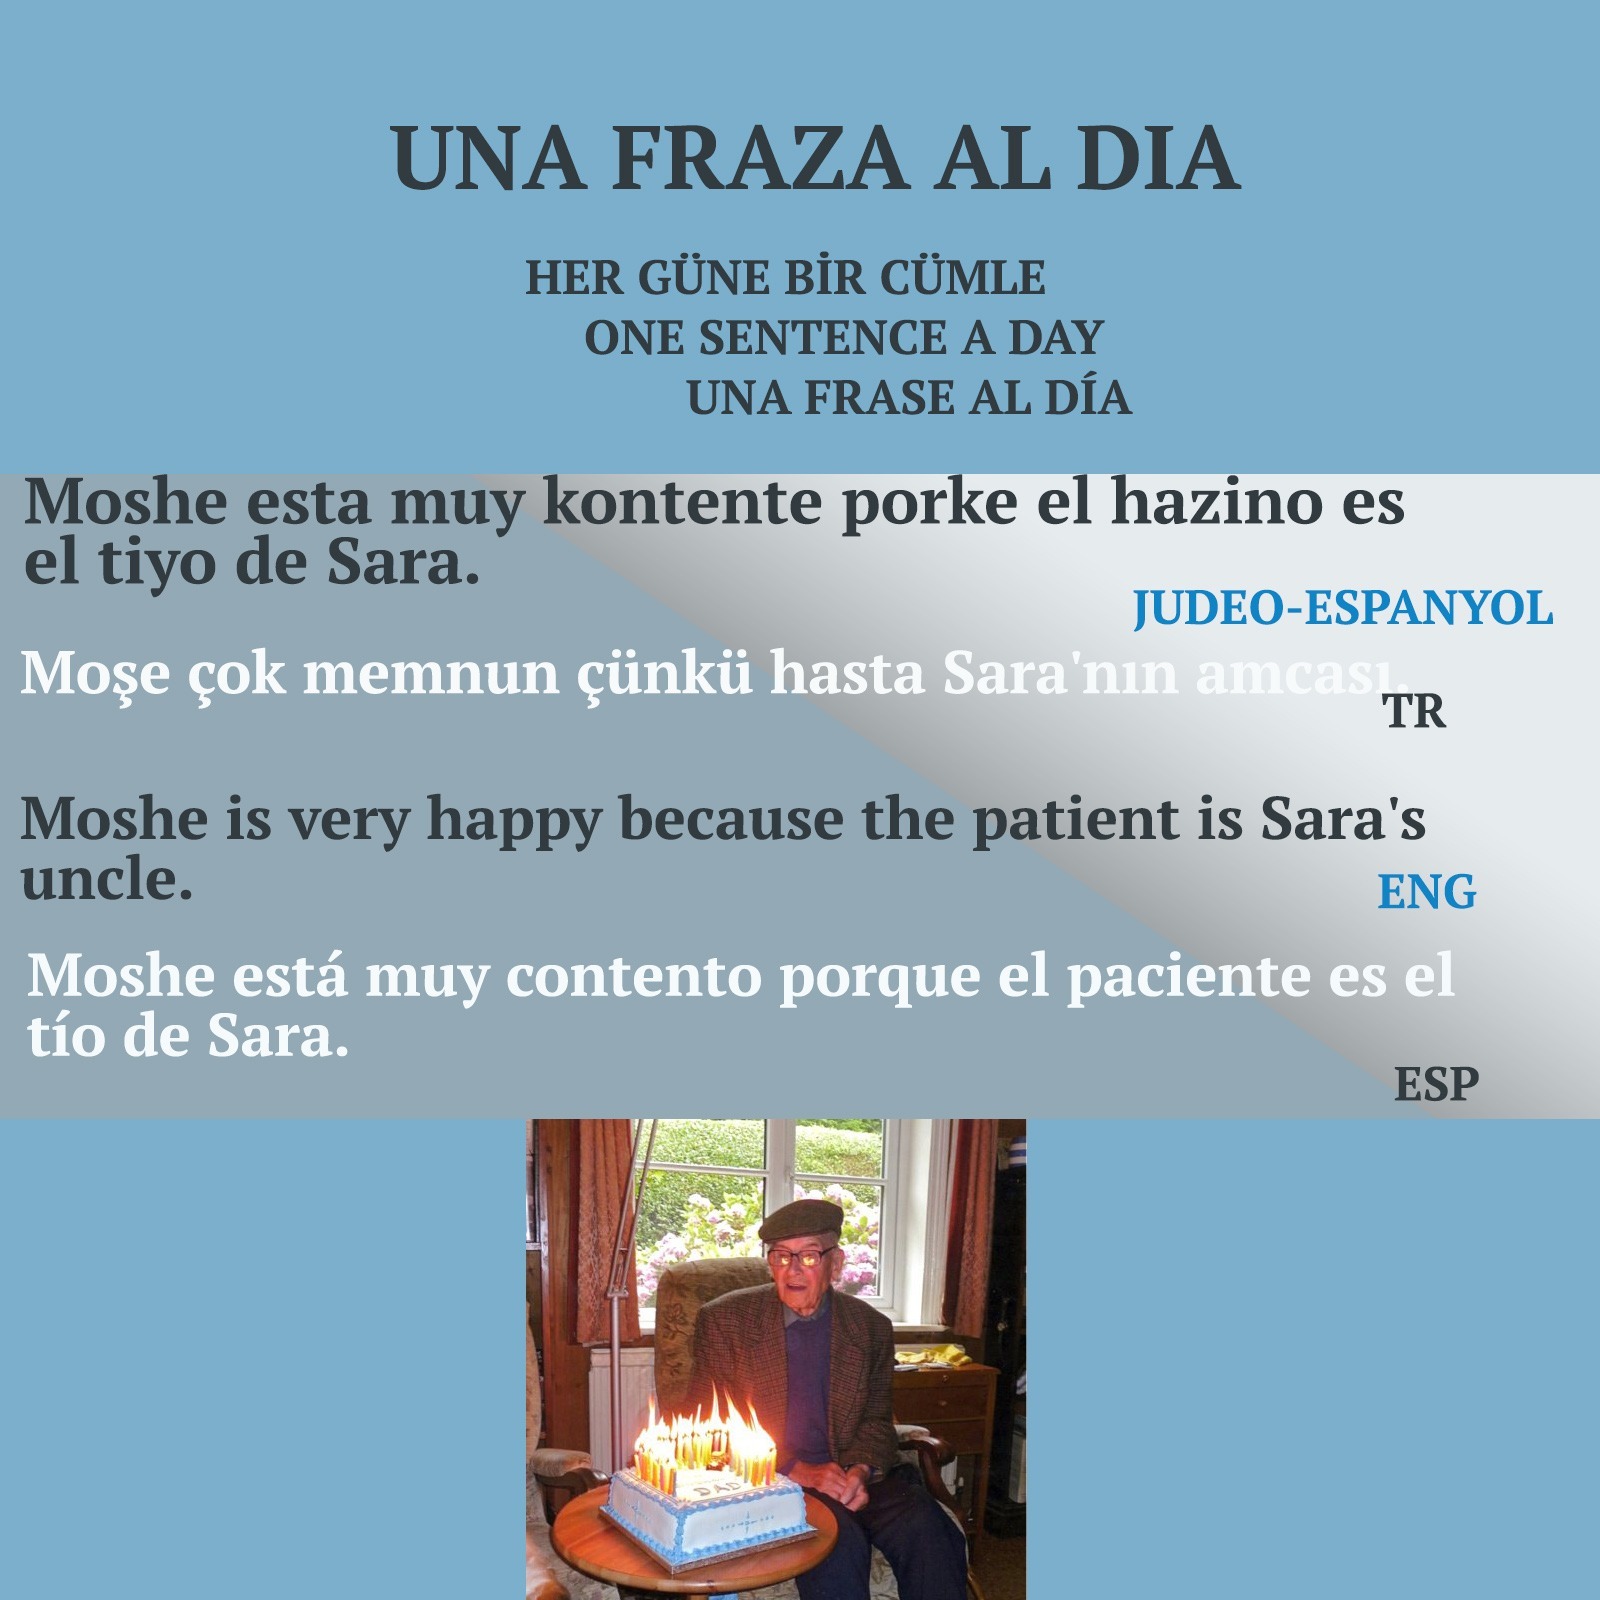 UNA FRAZA AL DIA
HER GÜNE BİR CÜMLE
ONE SENTENCE A DAY
UNA FRASE AL DÍA
Moshe esta muy kontente porke el hazino es
el tiyo de Sara.
JUDEO-ESPANYOL
Moşe çok memnun çünkü hasta Sara'nın amcası.
TR
Moshe is very happy because the patient is Sara's
uncle.
ENG
Moshe está muy contento porque el paciente es el
tío de Sara.
ESP
DAD